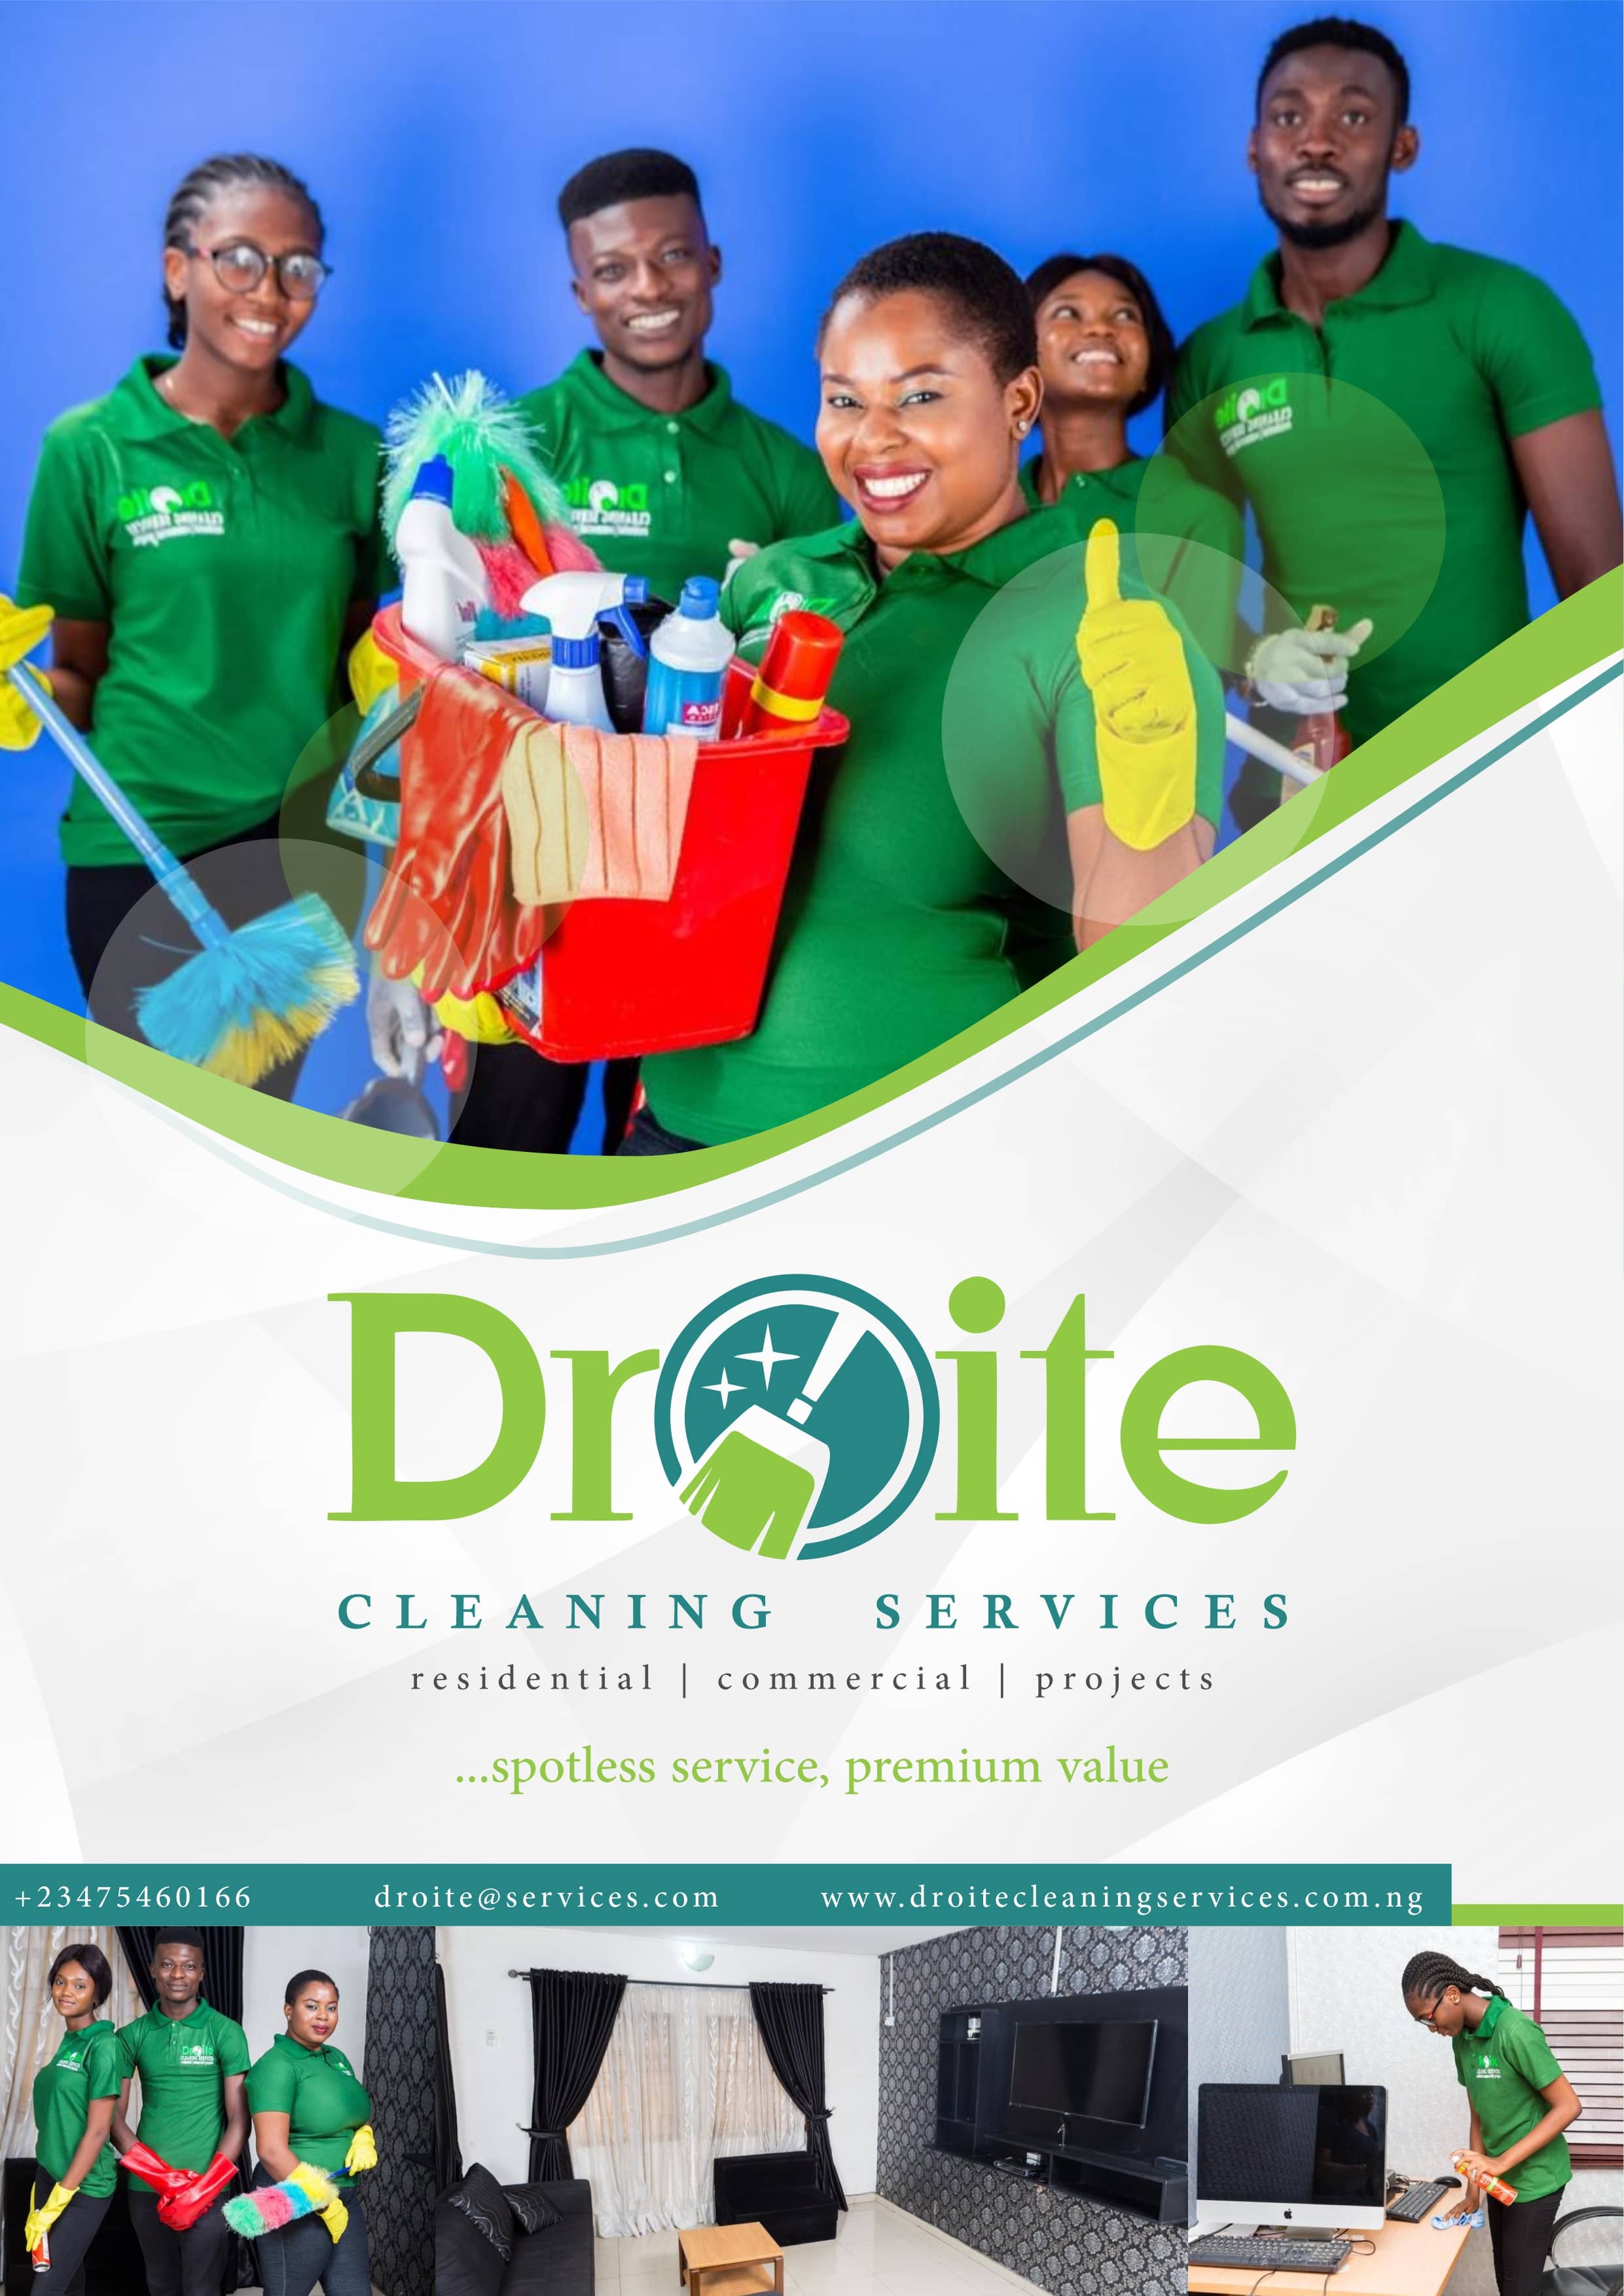 Droite
CLEANING SERVICES
residential | commercial | projects
...spotless service, premium value
+23475460166 droite@services.com www.droitecleaningservices.com.ng